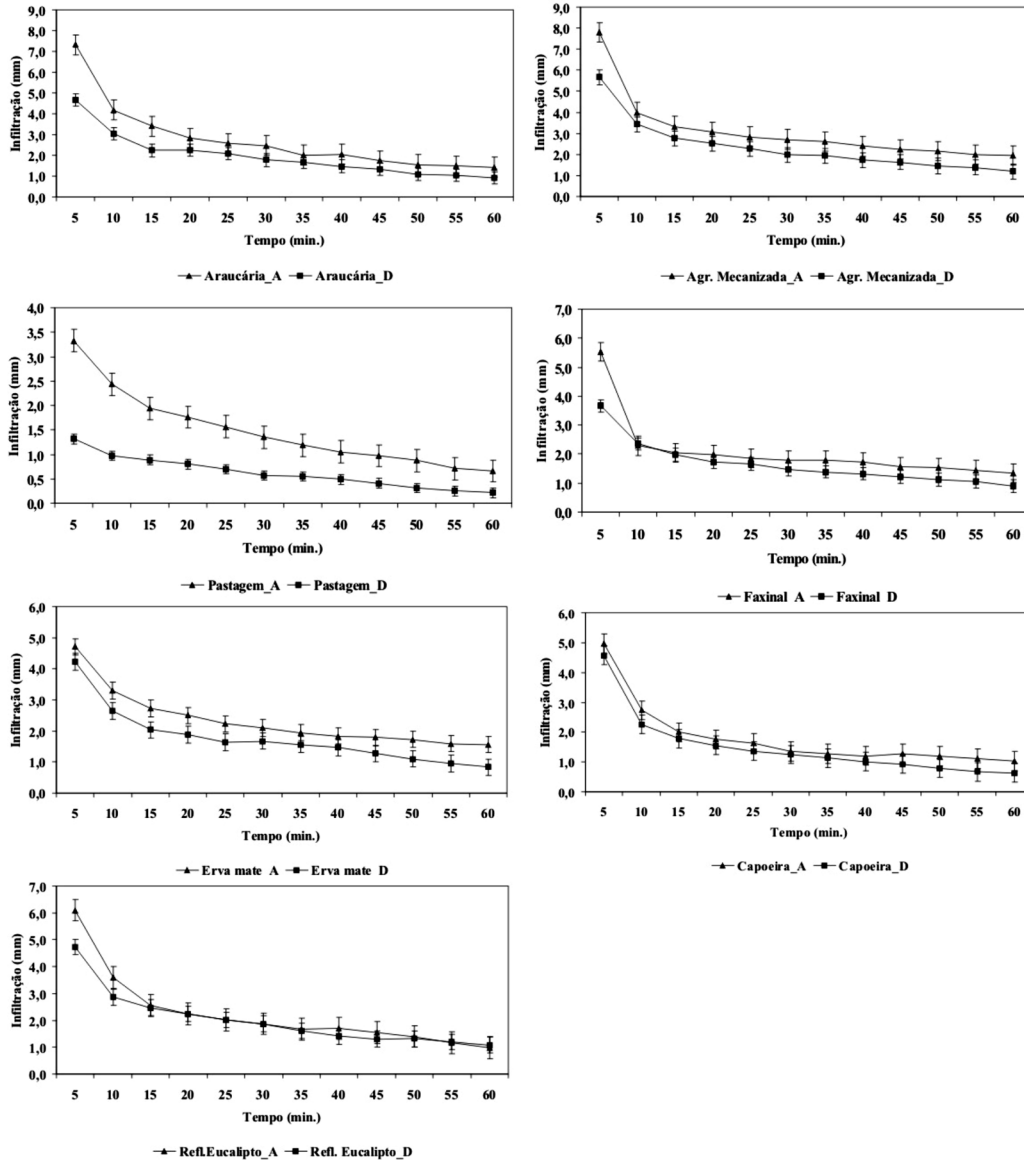 9,0
8,0
7,0
6,0
5,0
4,0
3,0
2,0
1,0
0,0
Infiltração (mm)
5 10 15 20 25 30 35 40 45 50 55 60
Tempo (min.)
Araucária_A Araucária_D
9,0
8,0
7,0
6,0
5,0
4,0
3,0
2,0
1,0
0,0
Infiltração (mm)
5 10 15 20 25 30 35 40 45 50 55 60
Tempo (min.)
Agr. Mecanizada_A Agr. Mecanizada_D
4,0
3,5
3,0
2,5
2,0
1,5
1,0
0,5
0,0
Infiltração (mm)
5 10 15 20 25 30 35 40 45 50 55 60
Tempo (min.)
Pastagem_A Pastagem_D
7,0
6,0
5,0
4,0
3,0
2,0
1,0
0,0
Infiltração (mm)
5 10 15 20 25 30 35 40 45 50 55 60
Tempo (min.)
Faxinal A Faxinal D
6,0
5,0
4,0
3,0
2,0
1,0
0,0
Infiltração (mm)
5 10 15 20 25 30 35 40 45 50 55 60
Tempo (min.)
Erva mate A Erva mate D
6,0
5,0
4,0
3,0
2,0
1,0
0,0
Infiltração (mm)
5 10 15 20 25 30 35 40 45 50 55 60
Tempo (min.)
Capoeira_A Capoeira_D
7,0
6,0
5,0
4,0
3,0
2,0
1,0
0,0
Infiltração (mm)
5 10 15 20 25 30 35 40 45 50 55 60
Tempo (min.)
Refl.Eucalipto_A Refl. Eucalipto_D